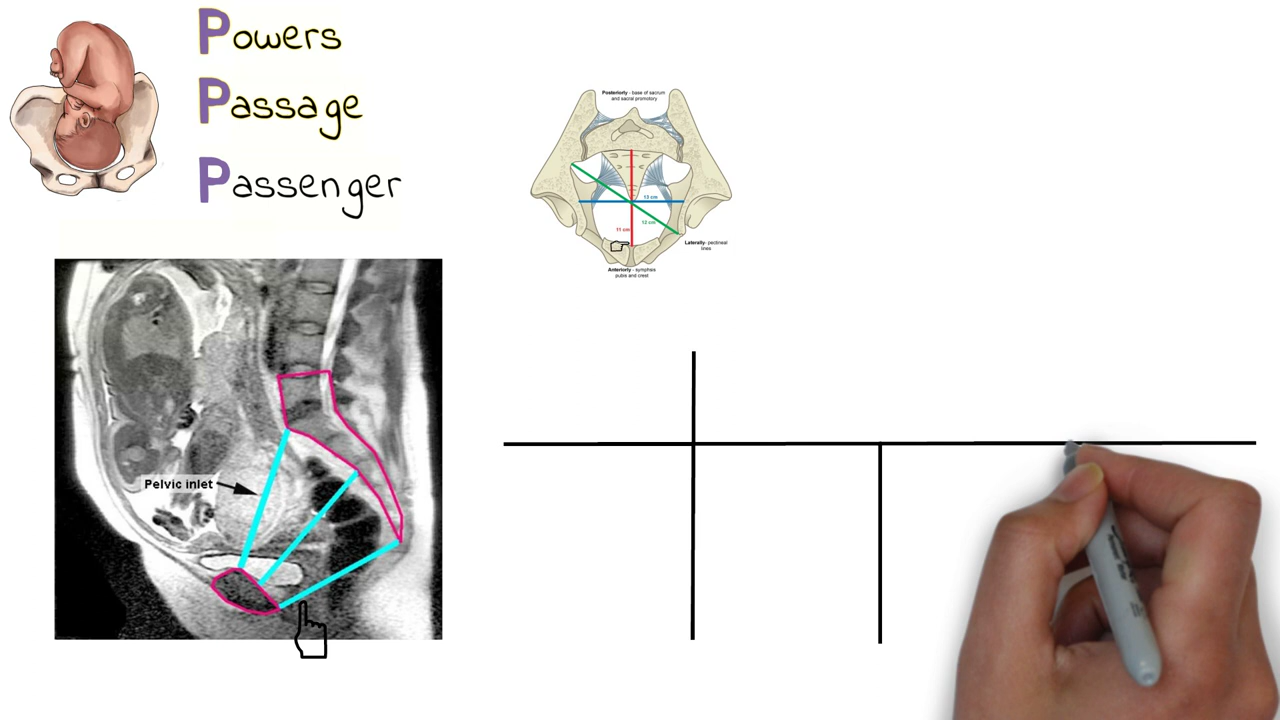 Powers
Passage
Passenger
Posteriorly - base of sacrum
and sacral promotory
13 cm
12 cm
11 cm
Laterally- pectineal
lines
Anteriorly - symphsis
pubis and crest
Pelvic inlet